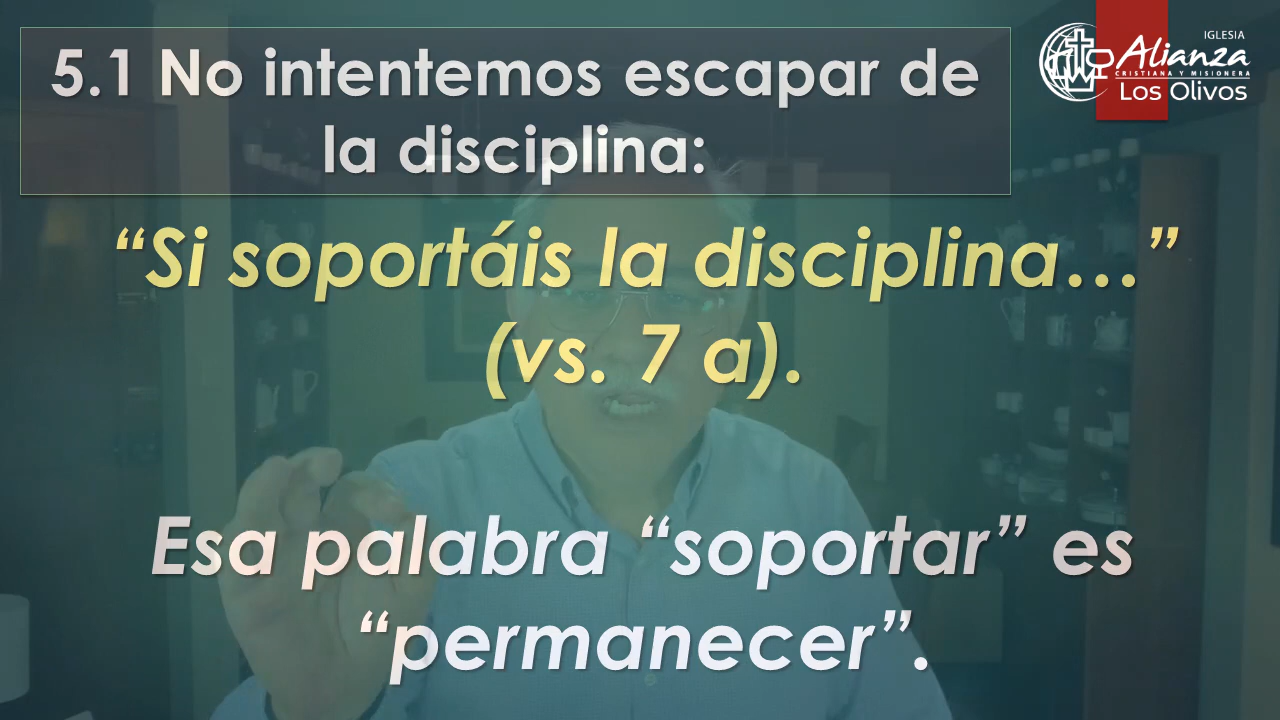 5.1 No intentemos escapar de
la disciplina:
IGLESIA
Alianza
CRISTIANA Y MISIONERA
Los Olivos
“Si soportáis la disciplina…”
(vs. 7 a).
Esa palabra “soportar” es
“permanecer”.